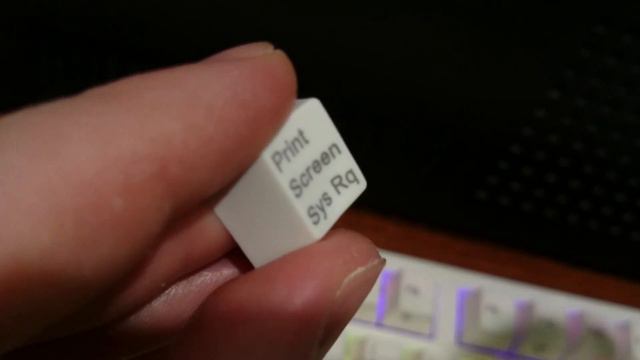 Print
Screen
Sys Rq